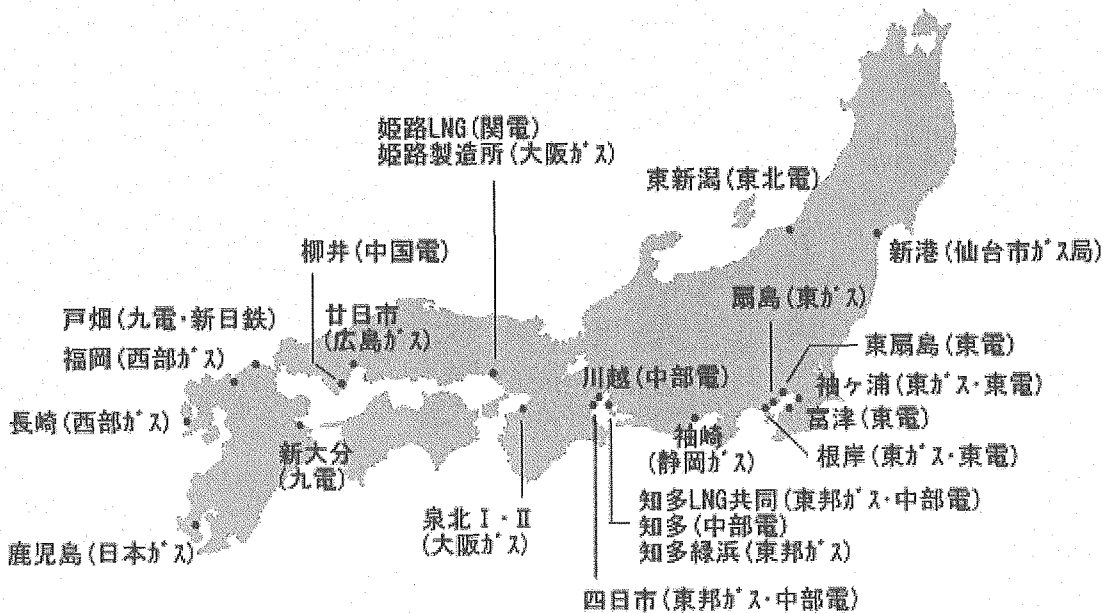 姫路LNG(関電)
姫路製造所(大阪ｶﾞｽ)
東新潟(東北電)
柳井(中国電)
新港(仙台市ｶﾞｽ局)
扇島(東ｶﾞｽ)
戸畑(九電･新日鉄)
廿日市
(広島ｶﾞｽ)
東扇島(東電)
福岡(西部ｶﾞｽ)
川越(中部電)
袖ヶ浦(東ｶﾞｽ･東電)
長崎(西部ｶﾞｽ)
富津(東電)
袖崎
(静岡ｶﾞｽ)
新大分
(九電)
根岸(東ｶﾞｽ･東電)
知多LNG共同(東邦ｶﾞｽ･中部電)
知多(中部電)
知多緑浜(東邦ｶﾞｽ)
泉北Ⅰ･Ⅱ
(大阪ｶﾞｽ)
鹿児島(日本ｶﾞｽ)
四日市(東邦ｶﾞｽ･中部電)